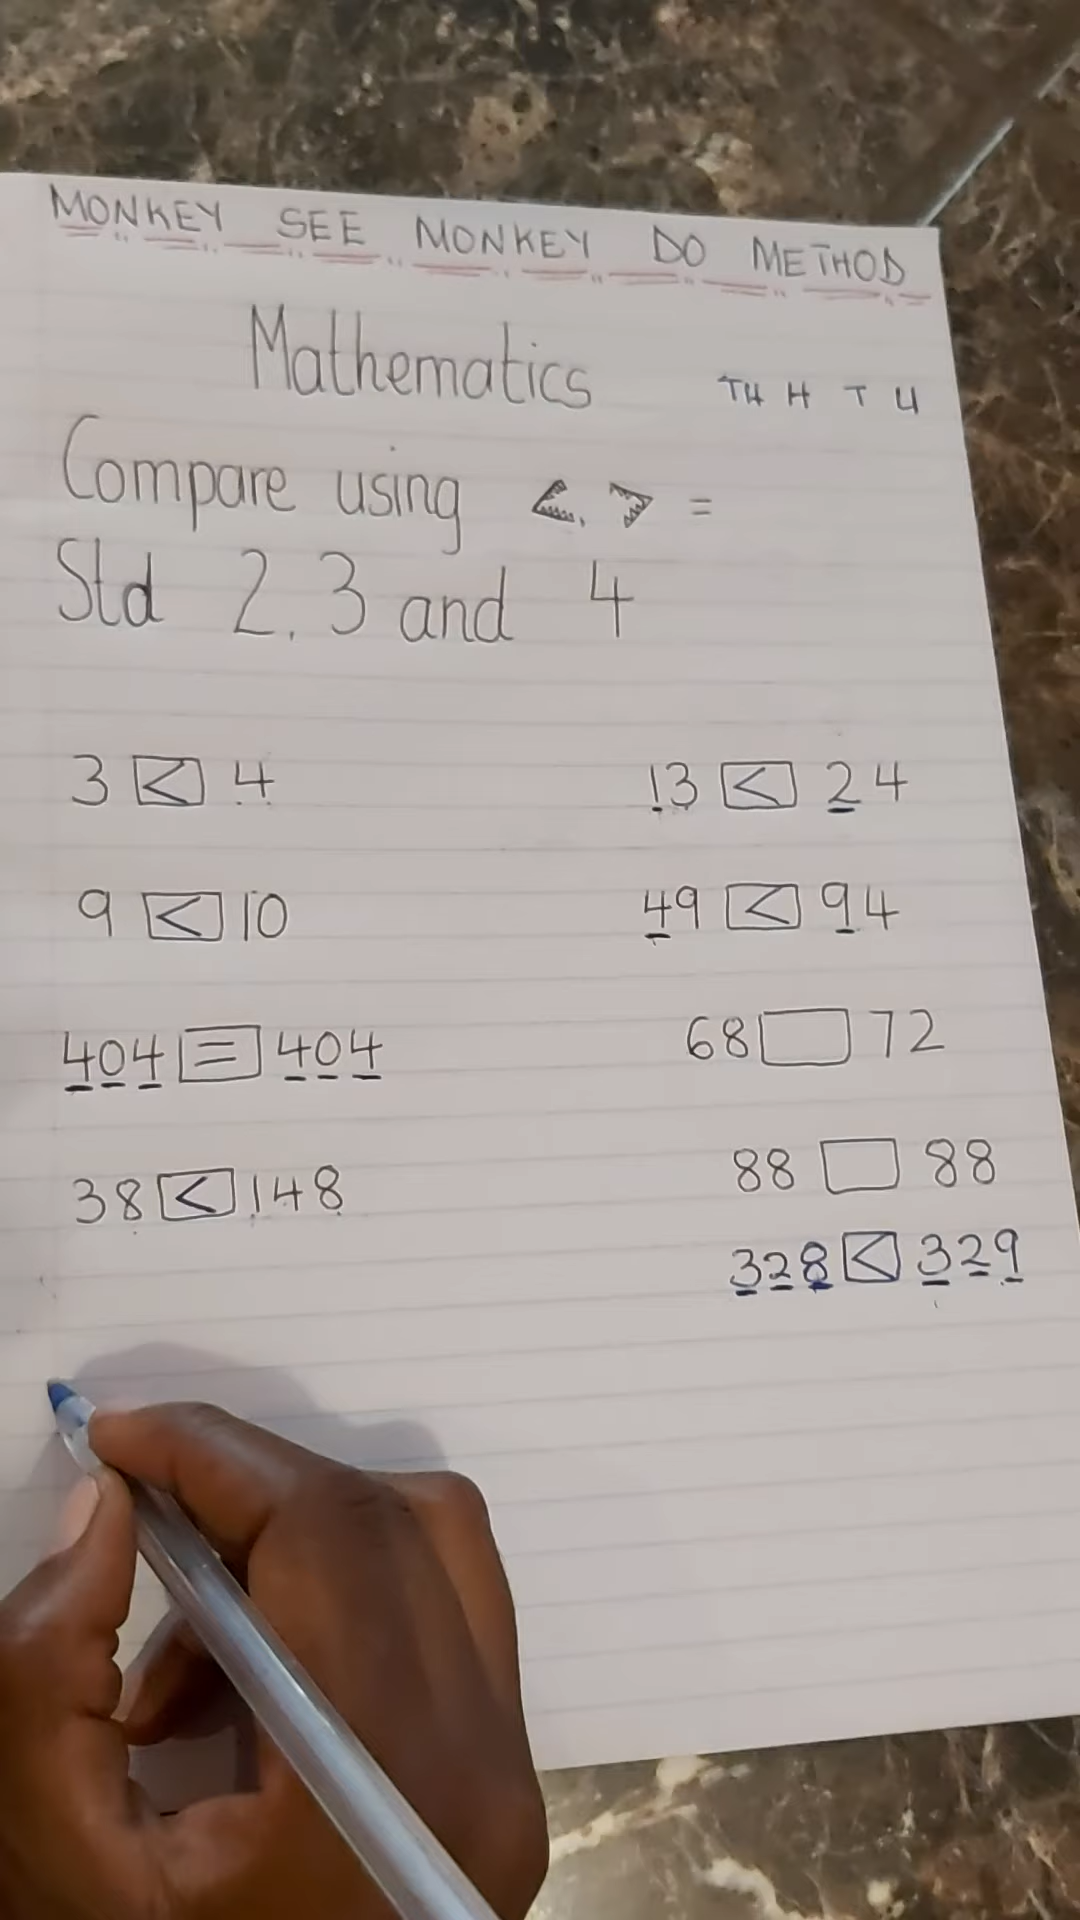 MONKEY SEE MONKEY DO METHOD
Mathematics
TH H T U
Compare using <, > =
Std 2, 3 and 4
3 < 4
13 < 24
9 < 10
49 < 94
404 = 404
68 □ 72
38 < 148
88 □ 88
328 < 329